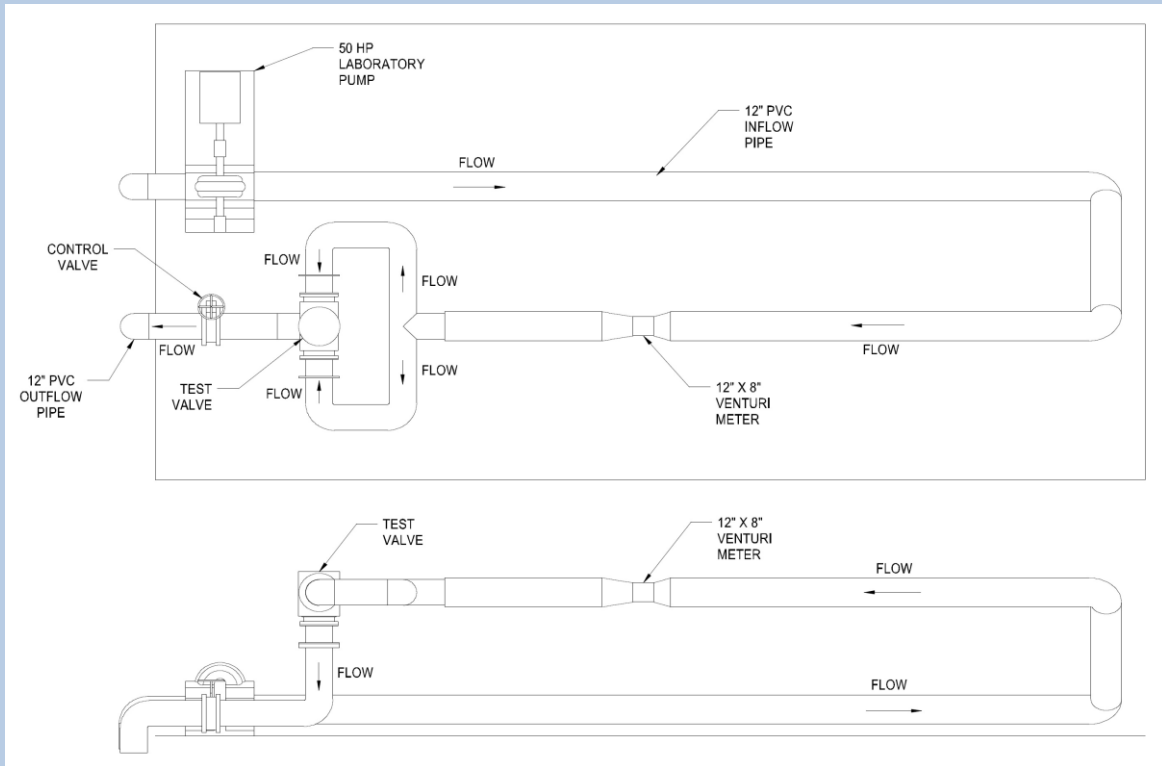 50 HP
LABORATORY
PUMP
12" PVC
INFLOW
PIPE
FLOW
CONTROL
VALVE
FLOW
FLOW
FLOW
FLOW
12" PVC
OUTFLOW
PIPE
TEST
VALVE
FLOW
FLOW
12" X 8"
VENTURI
METER
TEST
VALVE
12" X 8"
VENTURI
METER
FLOW
FLOW
FLOW